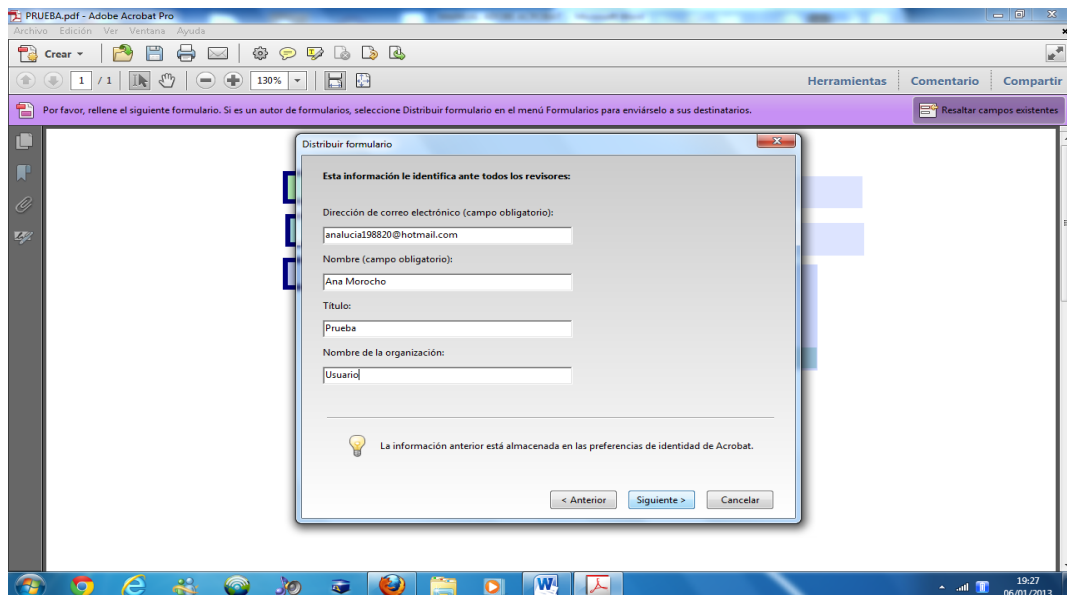 PRUEBA.pdf - Adobe Acrobat Pro
Archivo Edición Ver Ventana Ayuda
Crear
1 / 1 130% Herramientas Comentario Compartir
Por favor, rellene el siguiente formulario. Si es un autor de formularios, seleccione Distribuir formulario en el menú Formularios para enviárselo a sus destinatarios. Resaltar campos existentes
Distribuir formulario
Esta información le identifica ante todos los revisores:
Dirección de correo electrónico (campo obligatorio):
analucia198820@hotmail.com
Nombre (campo obligatorio):
Ana Morocho
Título:
Prueba
Nombre de la organización:
Usuario
La información anterior está almacenada en las preferencias de identidad de Acrobat.
< Anterior Siguiente > Cancelar
19:27
06/01/2013